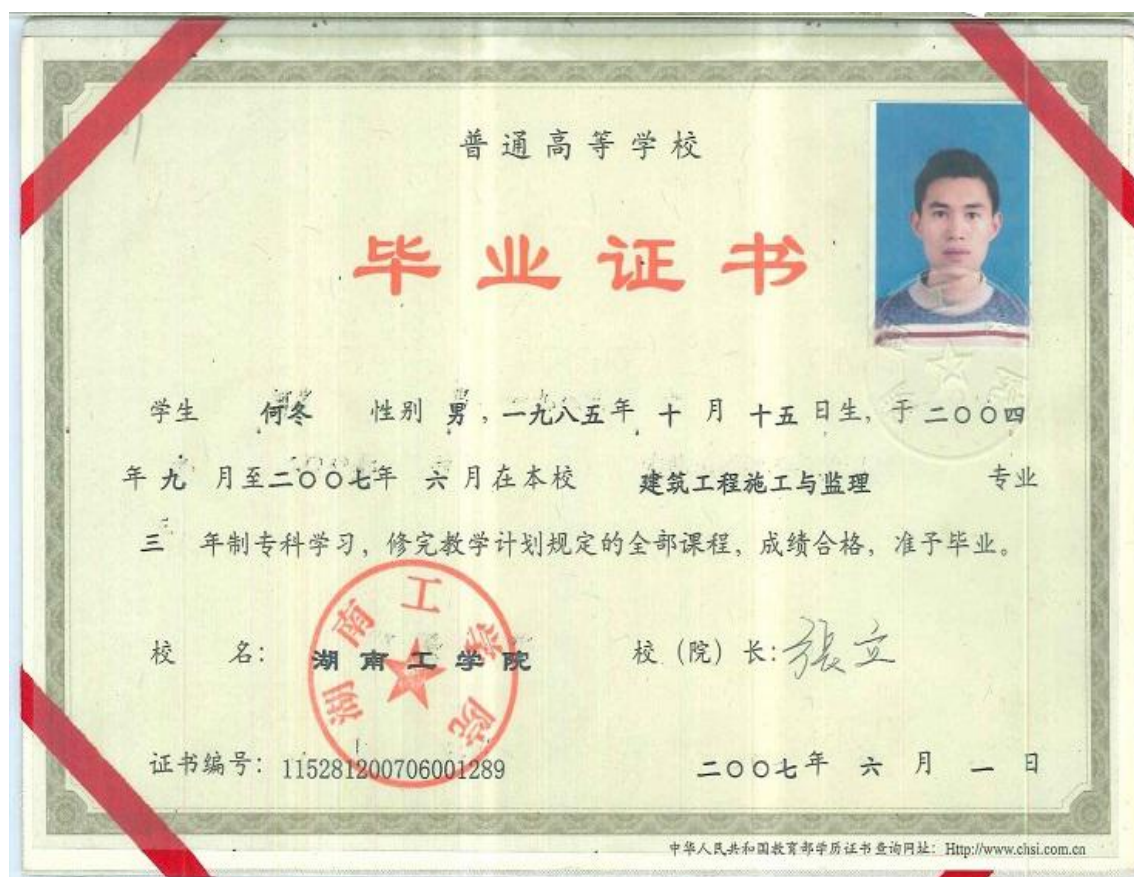 普通高等学校
毕业证书
学生 何冬 性别 男，一九八五年 十 月 十五 日生，于 二〇〇四
年 九 月至二〇〇七年 六 月在本校 建筑工程施工与监理 专业
三 年制专科学习，修完教学计划规定的全部课程，成绩合格，准予毕业。
校 名：湖南工学院 校（院）长：张立
湖南工学院
证书编号：115281200706001289 二〇〇七年 六 月 一 日
中华人民共和国教育部学历证书查询网址：Http://www.chsi.com.cn